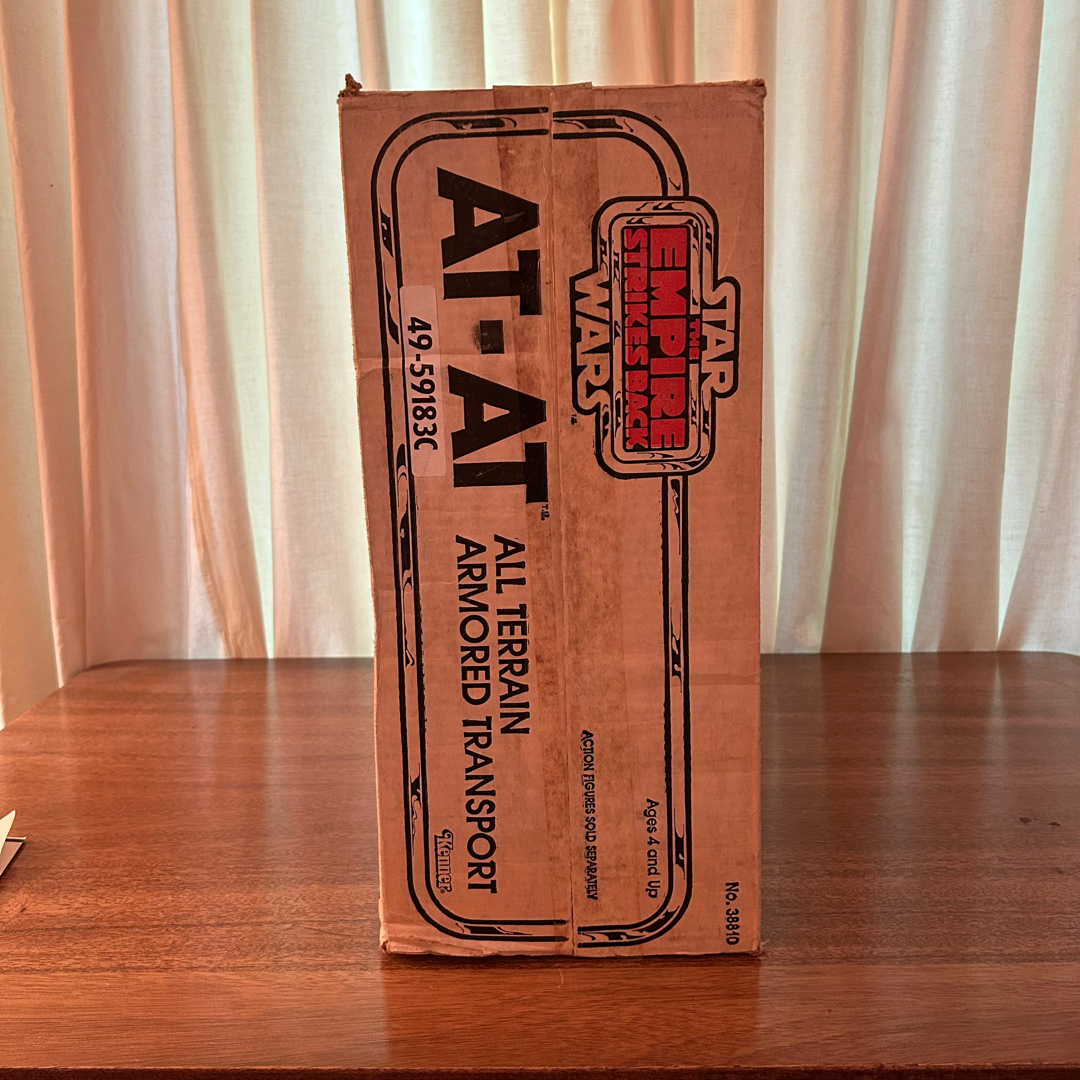 STAR
THE
EMPIRE
STRIKES BACK
WARS
TM
AT-AT
T.M.
49-59183C
ALL TERRAIN
ARMORED TRANSPORT
Kenner®
No. 38810
Ages 4 and Up
ACTION FIGURES SOLD SEPARATELY